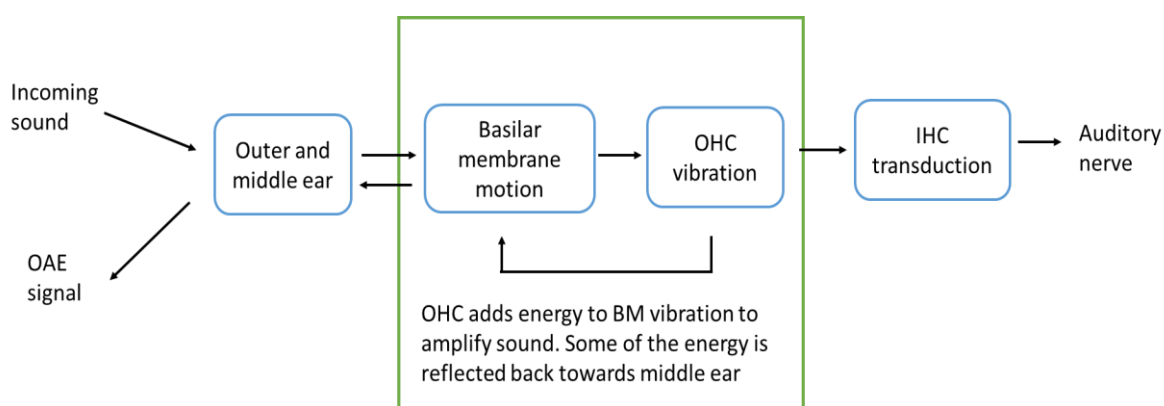 Incoming
sound
Outer and
middle ear
Basilar
membrane
motion
OHC
vibration
IHC
transduction
Auditory
nerve
OAE
signal
OHC adds energy to BM vibration to
amplify sound. Some of the energy is
reflected back towards middle ear